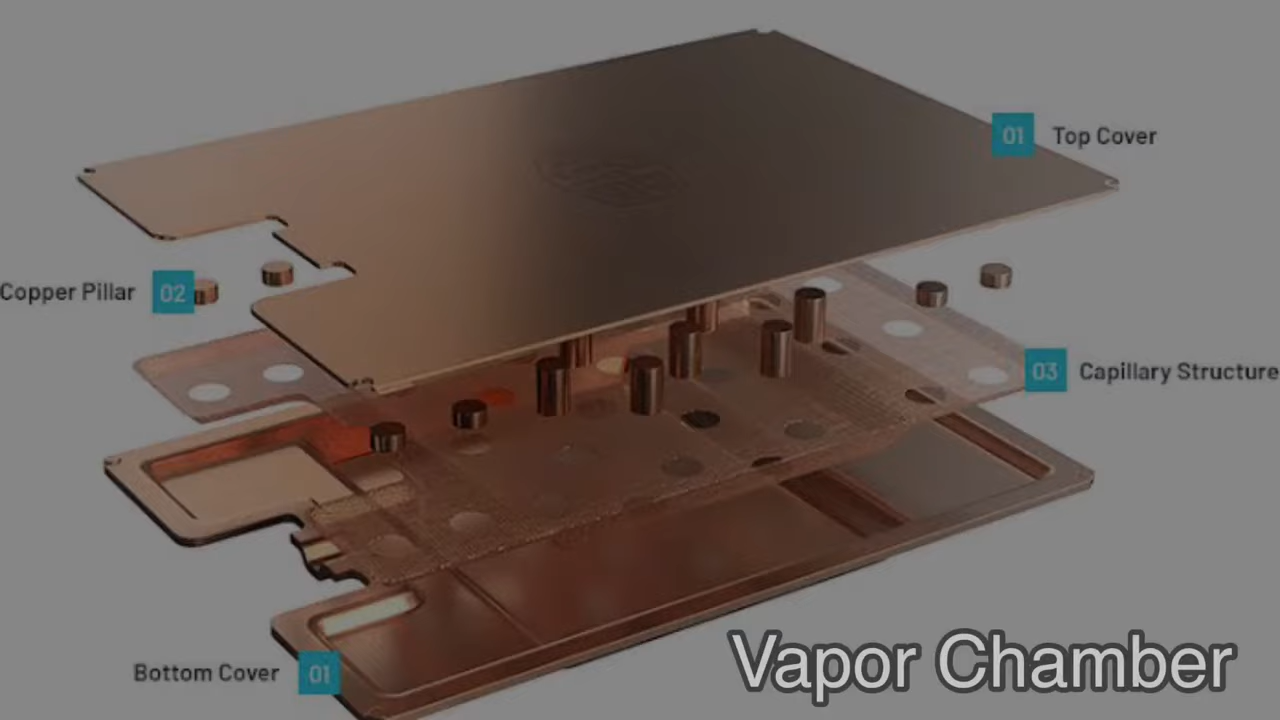 01 Top Cover
Copper Pillar 02
03 Capillary Structure
Bottom Cover 01
Vapor Chamber